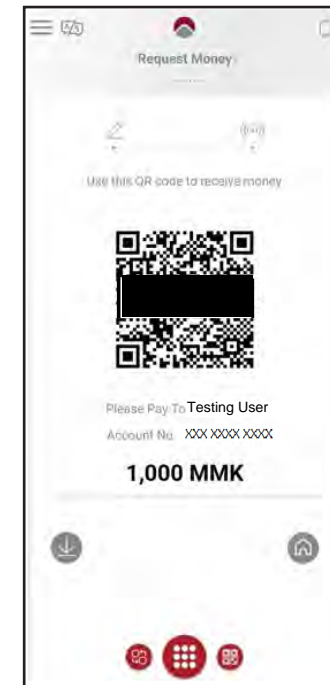 Request Money
Use this QR code to receive money
Please Pay To Testing User
Account No. XXX XXXX XXXX
1,000 MMK